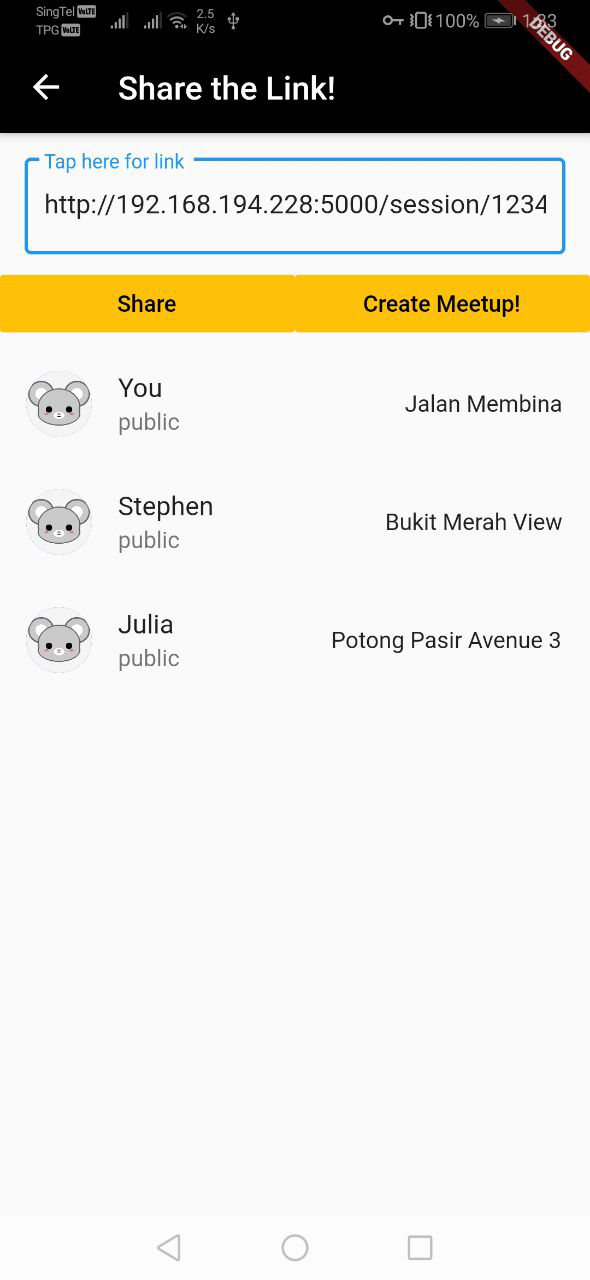 SingTel VoLTE
TPG VoLTE
2.5
K/s
100%
DEBUG
Share the Link!
Tap here for link
http://192.168.194.228:5000/session/1234
Share
Create Meetup!
You
public
Jalan Membina
Stephen
public
Bukit Merah View
Julia
public
Potong Pasir Avenue 3